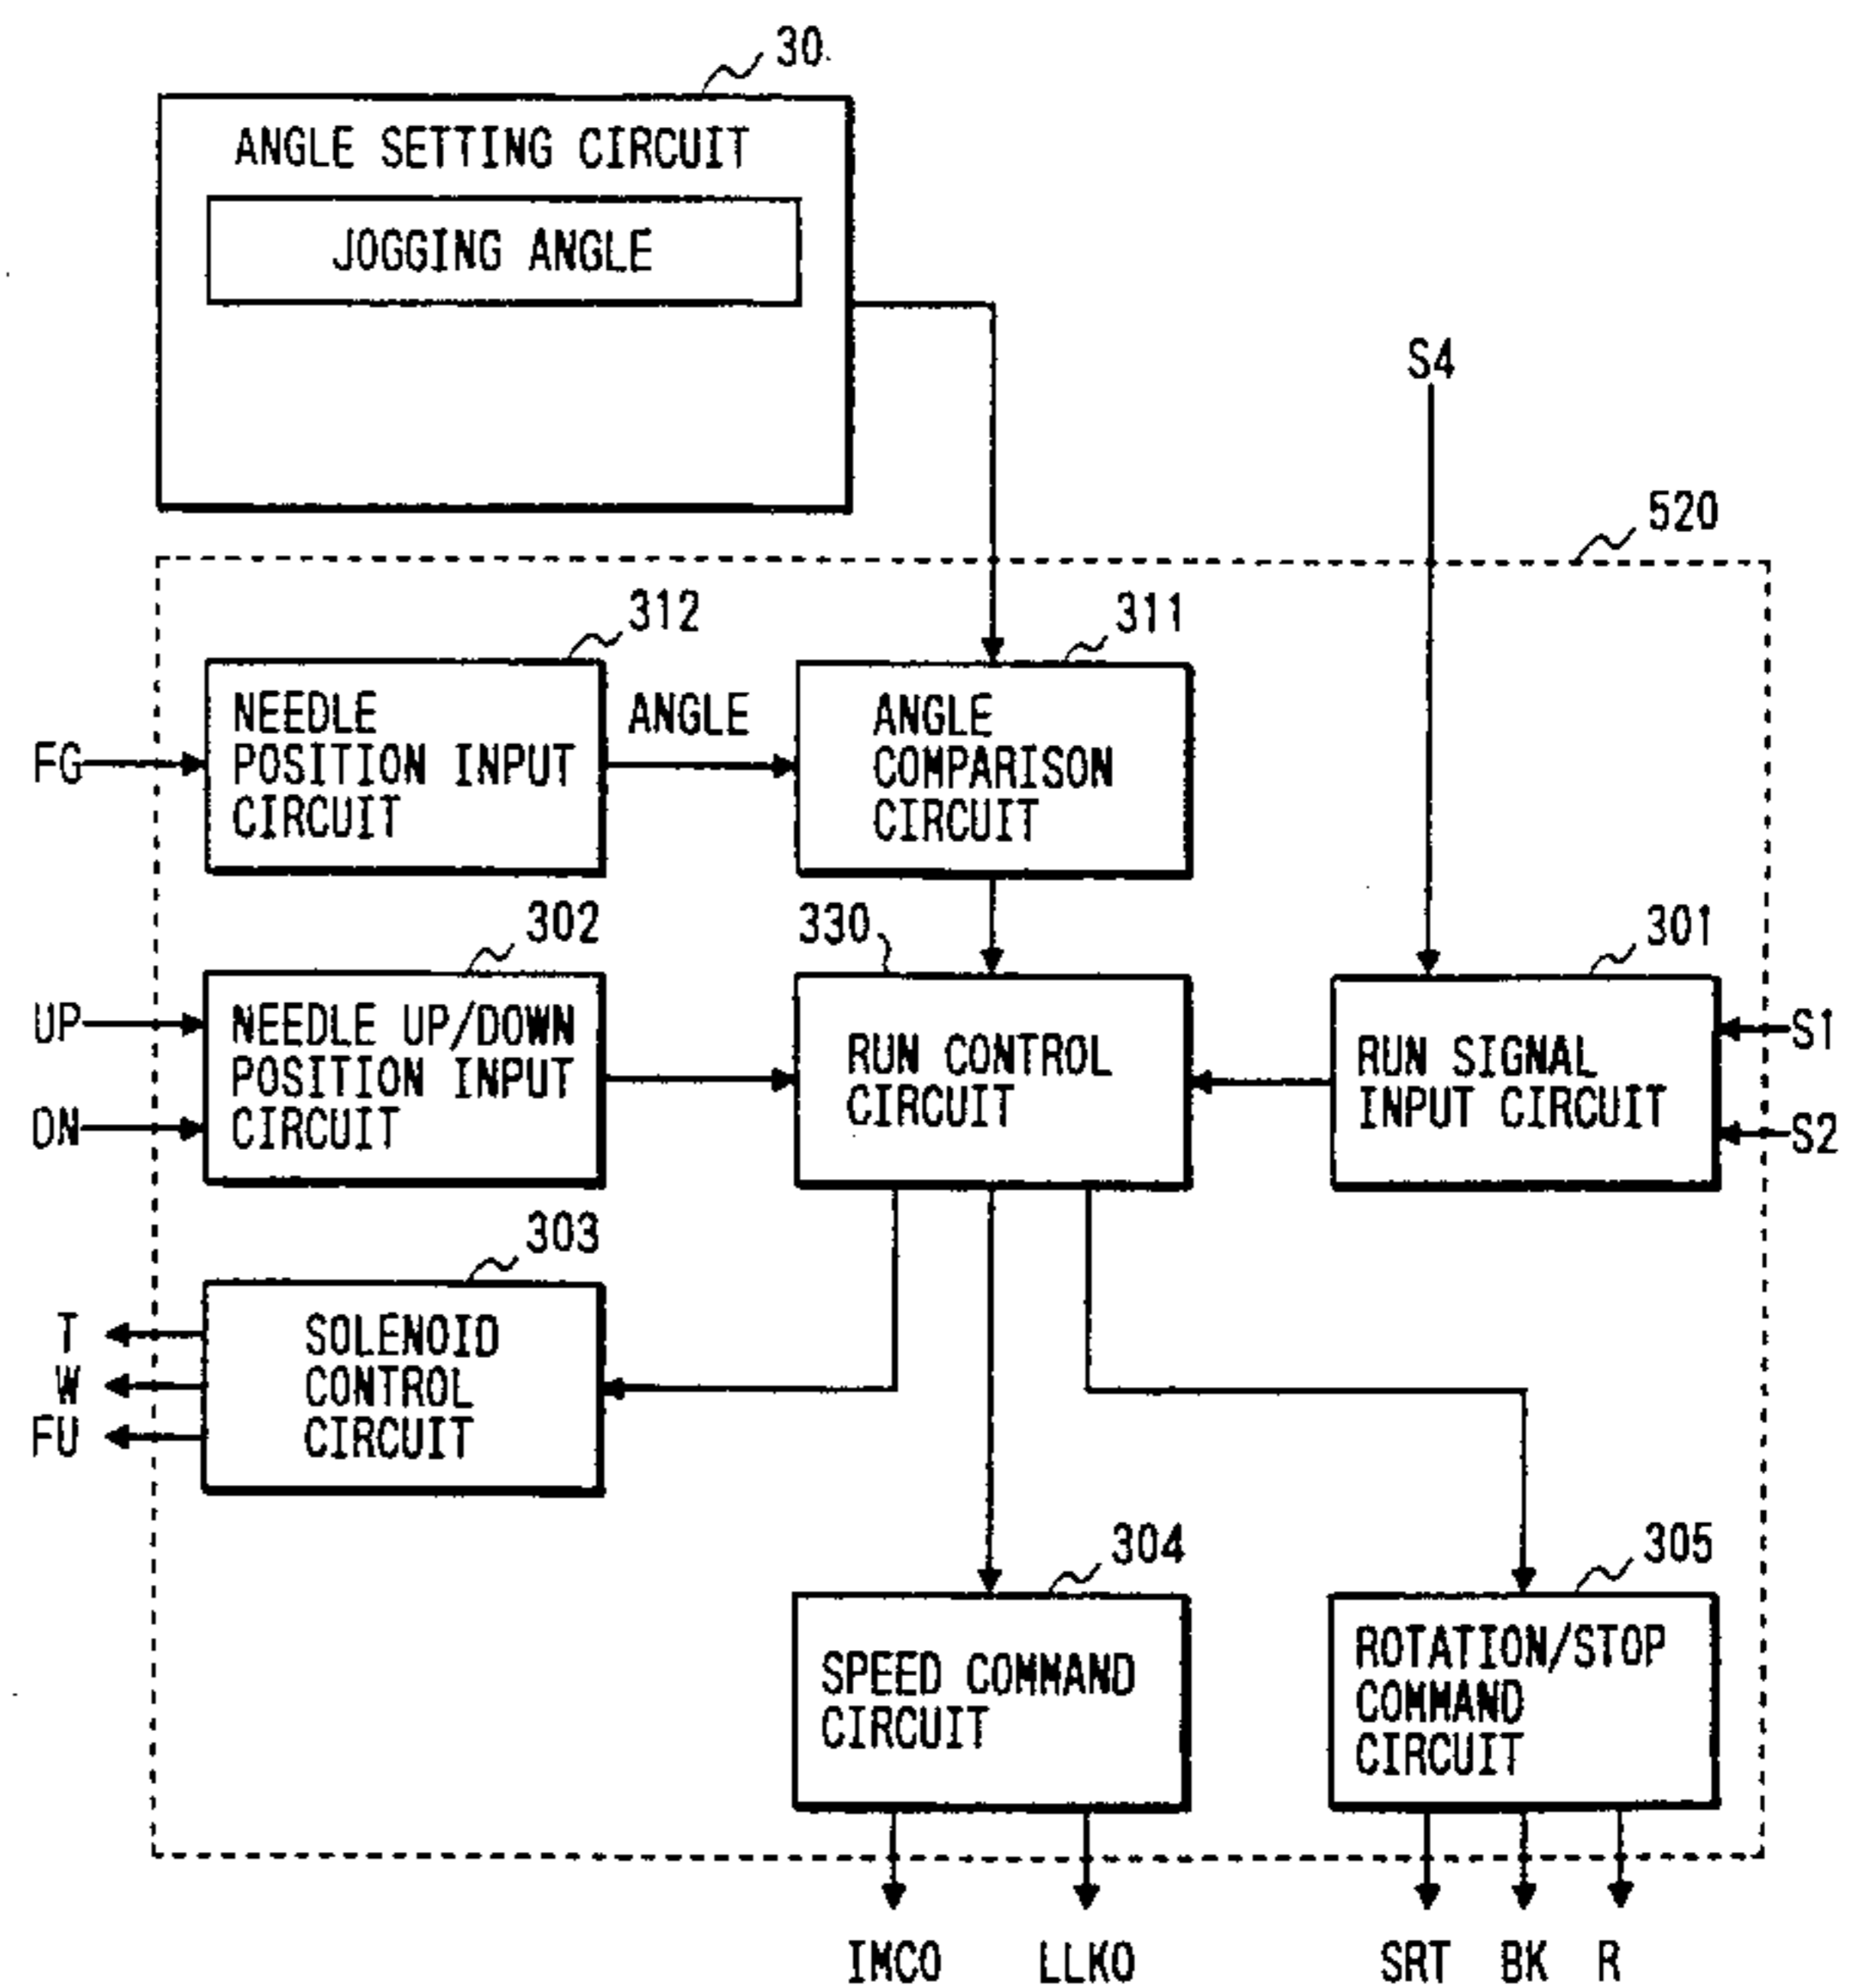 30
ANGLE SETTING CIRCUIT
JOGGING ANGLE
S4
520
312
311
NEEDLE
POSITION INPUT
CIRCUIT
ANGLE
ANGLE
COMPARISON
CIRCUIT
FG
302
330
301
UP
DN
NEEDLE UP/DOWN
POSITION INPUT
CIRCUIT
RUN CONTROL
CIRCUIT
RUN SIGNAL
INPUT CIRCUIT
S1
S2
303
T
W
FU
SOLENOID
CONTROL
CIRCUIT
304
305
SPEED COMMAND
CIRCUIT
ROTATION/STOP
COMMAND
CIRCUIT
IMCO
LLKO
SRT
BK
R